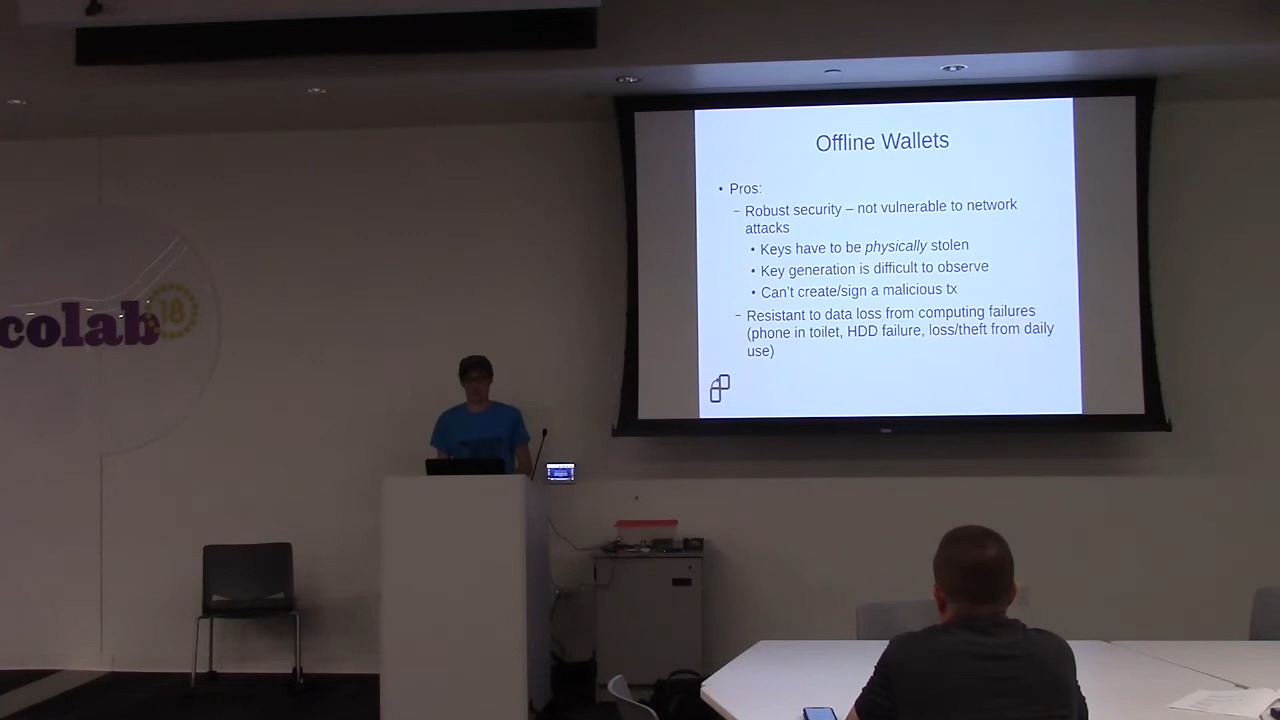 Offline Wallets
• Pros:
– Robust security – not vulnerable to network
attacks
• Keys have to be physically stolen
• Key generation is difficult to observe
• Can't create/sign a malicious tx
– Resistant to data loss from computing failures
(phone in toilet, HDD failure, loss/theft from daily
use)
colab 18